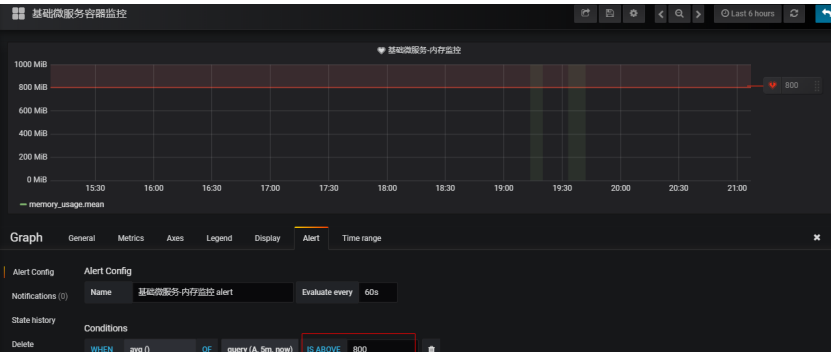 基础微服务容器监控
Last 6 hours
基础微服务-内存监控
1000 MiB
800 MiB
800
600 MiB
400 MiB
200 MiB
0 MiB
15:30 16:00 16:30 17:00 17:30 18:00 18:30 19:00 19:30 20:00 20:30 21:00
memory_usage.mean
Graph General Metrics Axes Legend Display Alert Time range
Alert Config Alert Config
Notifications (0) Name 基础微服务-内存监控 alert Evaluate every 60s
State history
Conditions
Delete WHEN avg () OF query (A, 5m, now) IS ABOVE 800